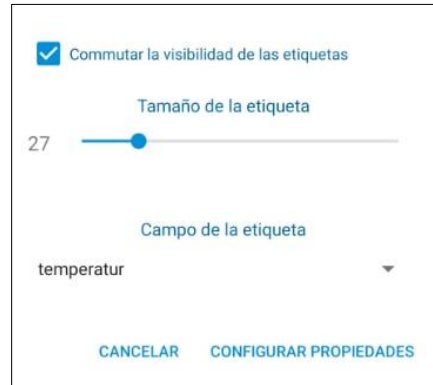 Commutar la visibilidad de las etiquetas
Tamaño de la etiqueta
27
Campo de la etiqueta
temperatur
CANCELAR CONFIGURAR PROPIEDADES